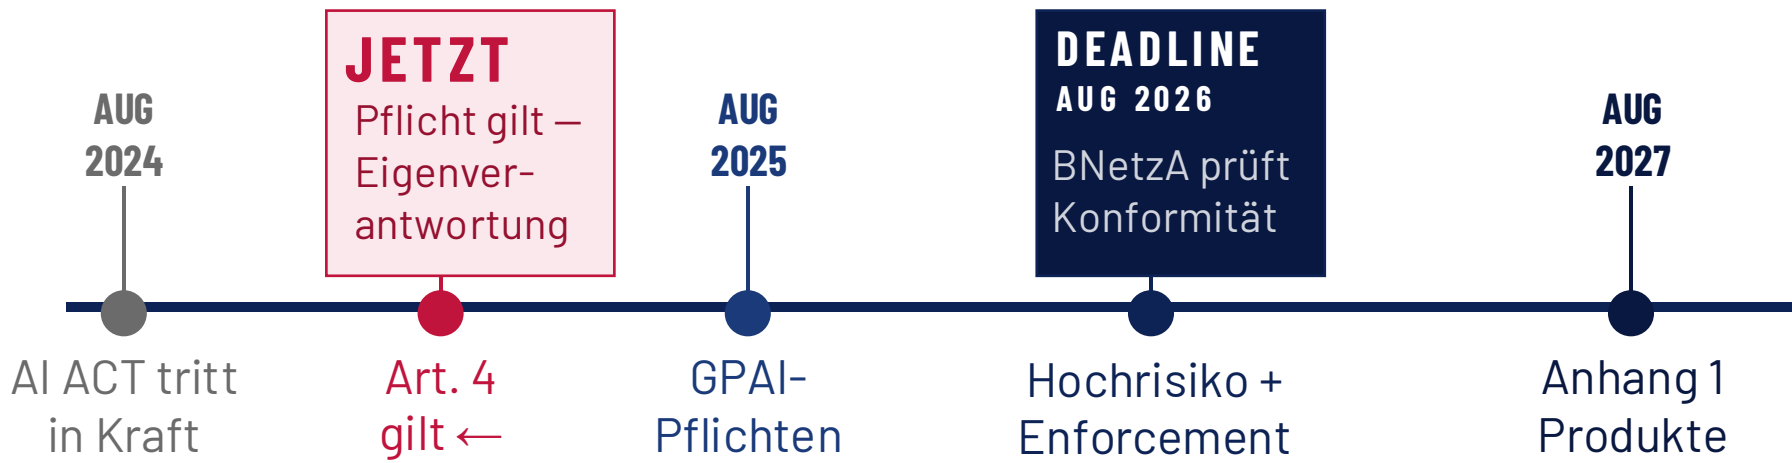 AUG
2024
AI ACT tritt
in Kraft
JETZT
Pflicht gilt –
Eigenver-
antwortung
Art. 4
gilt ←
AUG
2025
GPAI-
Pflichten
DEADLINE
AUG 2026
BNetzA prüft
Konformität
Hochrisiko +
Enforcement
AUG
2027
Anhang 1
Produkte